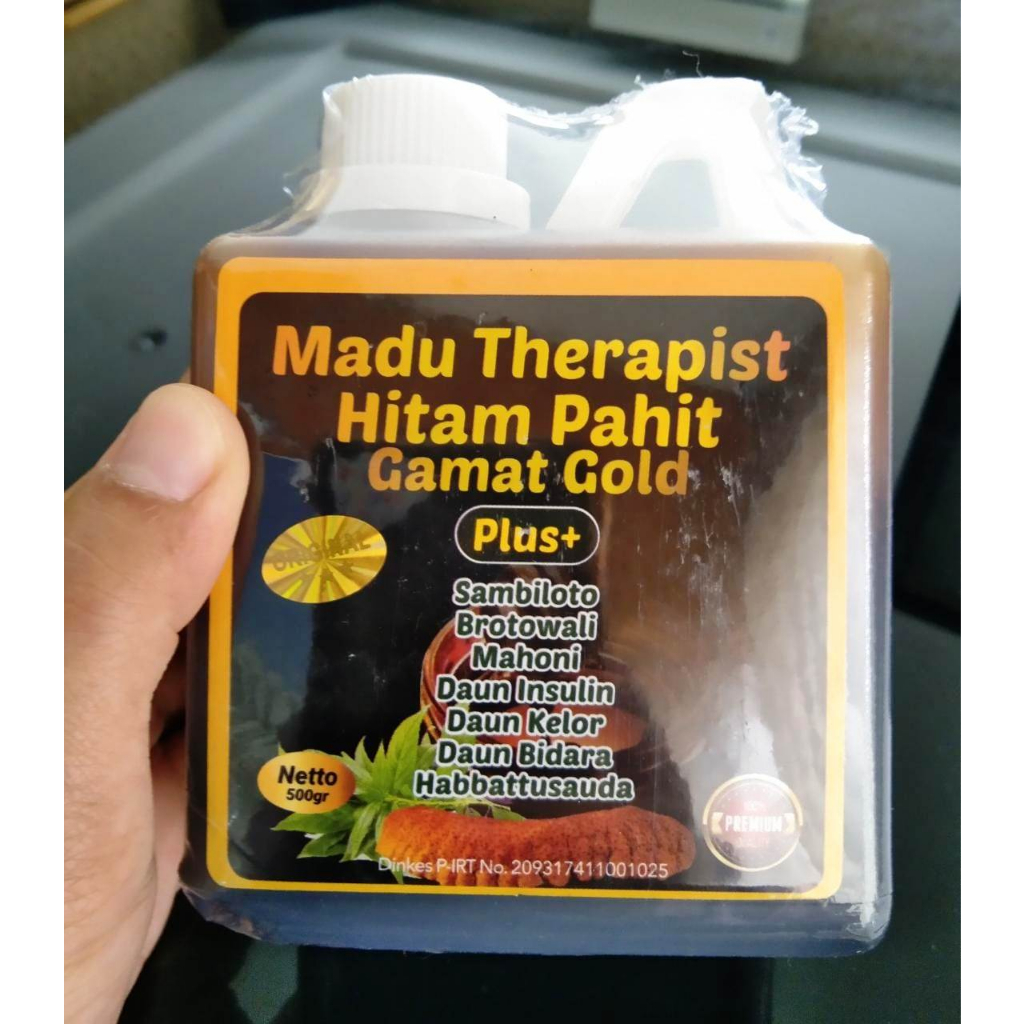 Madu Therapist
Hitam Pahit
Gamat Gold
Plus+
ORIGINAL
Sambiloto
Brotowali
Mahoni
Daun Insulin
Daun Kelor
Daun Bidara
Habbattusauda
Netto
500gr
PREMIUM
Dinkes P-IRT No. 209317411001025